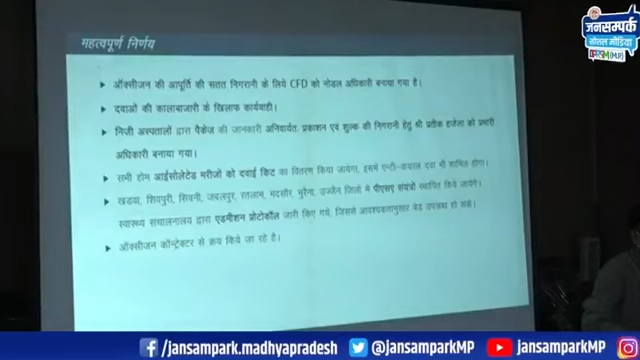 महत्वपूर्ण निर्णय
जनसम्पर्क
सोशल मीडिया
ऑक्सीजन की आपूर्ति की सतत निगरानी के लिये CFD को नोडल अधिकारी बनाया गया है।
दवाओं की कालाबाजारी के खिलाफ कार्यवाही।
निजी अस्पतालों द्वारा पैकेज की जानकारी अनिवार्यतः प्रकाशन एवं शुल्क की निगरानी हेतु श्री प्रतीक हजेला को प्रभारी
अधिकारी बनाया गया।
सभी होम आईसोलेटेड मरीजों को दवाई किट का वितरण किया जायेगा, इसमें एन्टी-वायरल दवा भी शामिल होगा।
खंडवा, शिवपुरी, सिवनी, जबलपुर, रतलाम, मंदसौर, मुरैना, उज्जैन जिलों में पीएसए संयंत्रो स्थापित किये जायेंगे।
स्वास्थ्य संचालनालय द्वारा एडमीशन प्रोटोकॉल जारी किए गये, जिससे आवश्यकतानुसार बेड उपलब्ध हो सकें।
ऑक्सीजन कॉन्ट्रेक्टर से क्रय किये जा रहे है।
/jansampark.madhyapradesh @jansamparkMP jansamparkMP